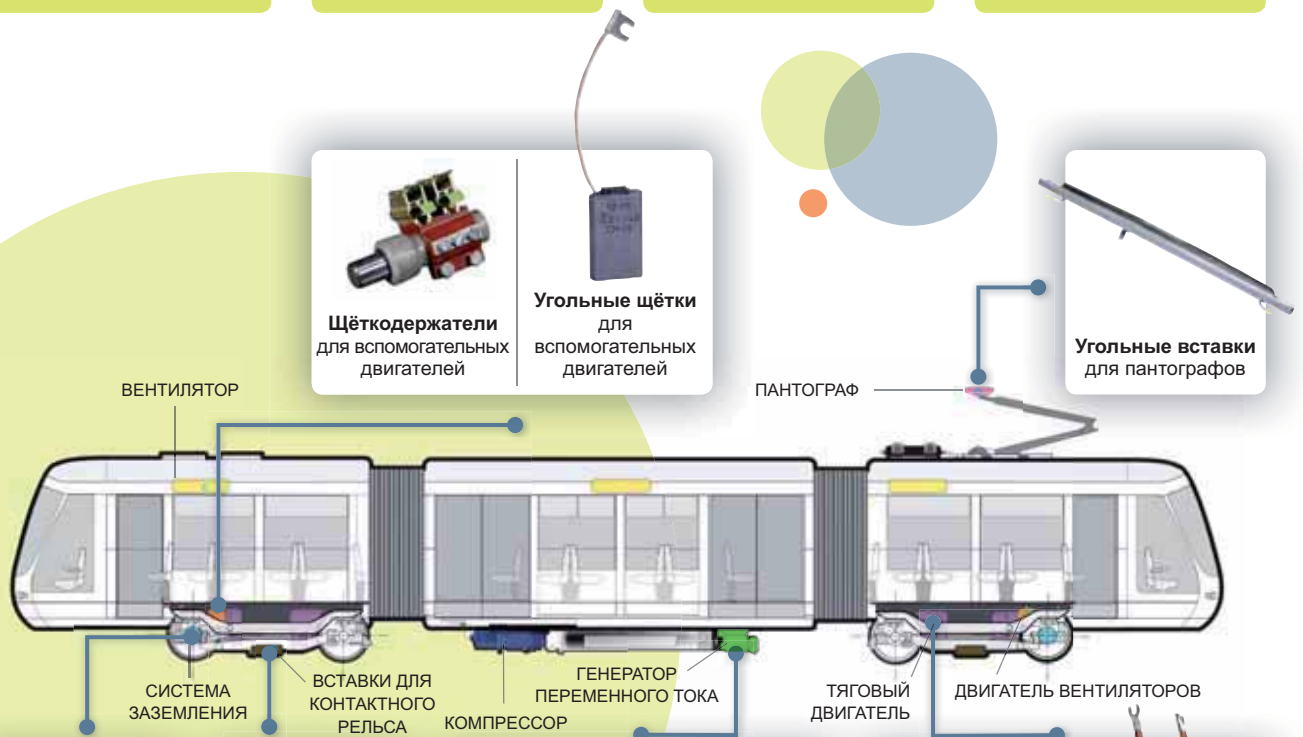 Щёткодержатели
для вспомогательных
двигателей
Угольные щётки
для
вспомогательных
двигателей
Угольные вставки
для пантографов
ВЕНТИЛЯТОР
ПАНТОГРАФ
СИСТЕМА
ЗАЗЕМЛЕНИЯ
ВСТАВКИ ДЛЯ
КОНТАКТНОГО
РЕЛЬСА
КОМПРЕССОР
ГЕНЕРАТОР
ПЕРЕМЕННОГО ТОКА
ТЯГОВЫЙ
ДВИГАТЕЛЬ
ДВИГАТЕЛЬ ВЕНТИЛЯТОРОВ